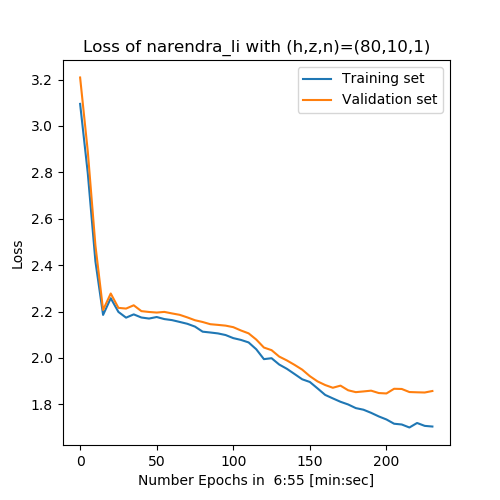 Loss of narendra_li with (h,z,n)=(80,10,1)
Training set
Validation set
3.2
3.0
2.8
2.6
2.4
2.2
2.0
1.8
Loss
0 50 100 150 200
Number Epochs in  6:55 [min:sec]